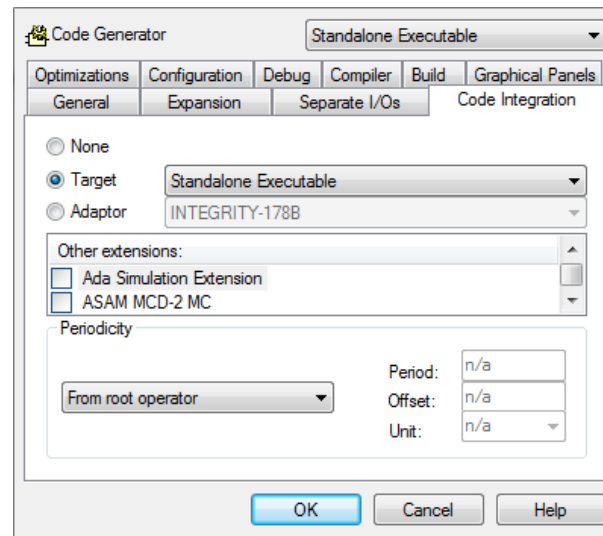 Code Generator
Standalone Executable
Optimizations Configuration Debug Compiler Build Graphical Panels
General Expansion Separate I/Os Code Integration
None
Target Standalone Executable
Adaptor INTEGRITY-178B
Other extensions:
Ada Simulation Extension
ASAM MCD-2 MC
Periodicity
From root operator
Period: n/a
Offset: n/a
Unit: n/a
OK Cancel Help